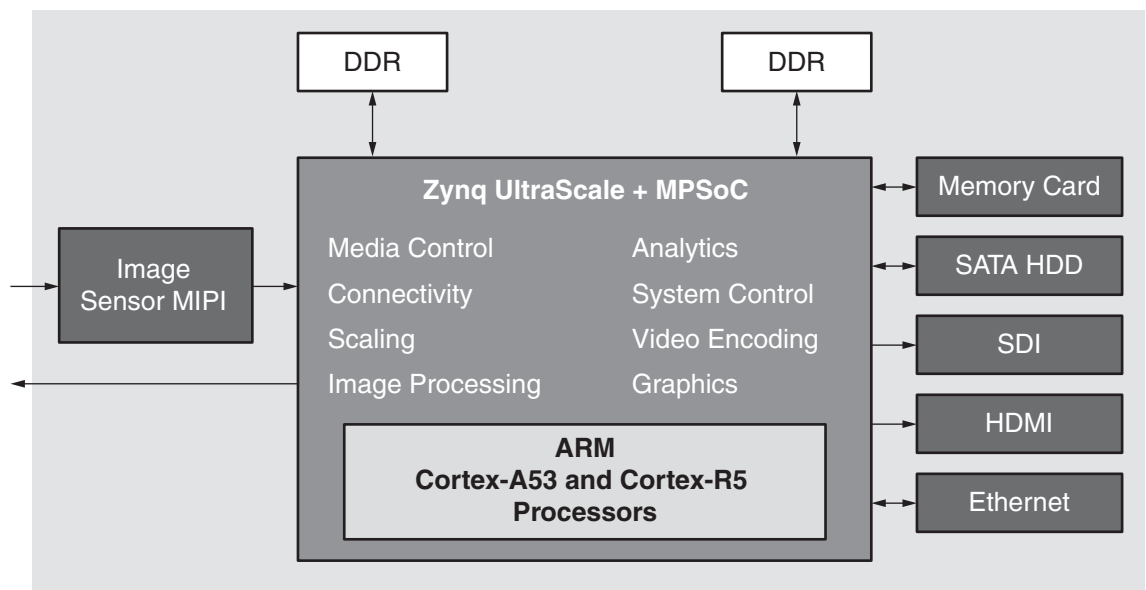 DDR
DDR
Zynq UltraScale + MPSoC
Media Control
Analytics
Connectivity
System Control
Scaling
Video Encoding
Image Processing
Graphics
ARM
Cortex-A53 and Cortex-R5
Processors
Image
Sensor MIPI
Memory Card
SATA HDD
SDI
HDMI
Ethernet